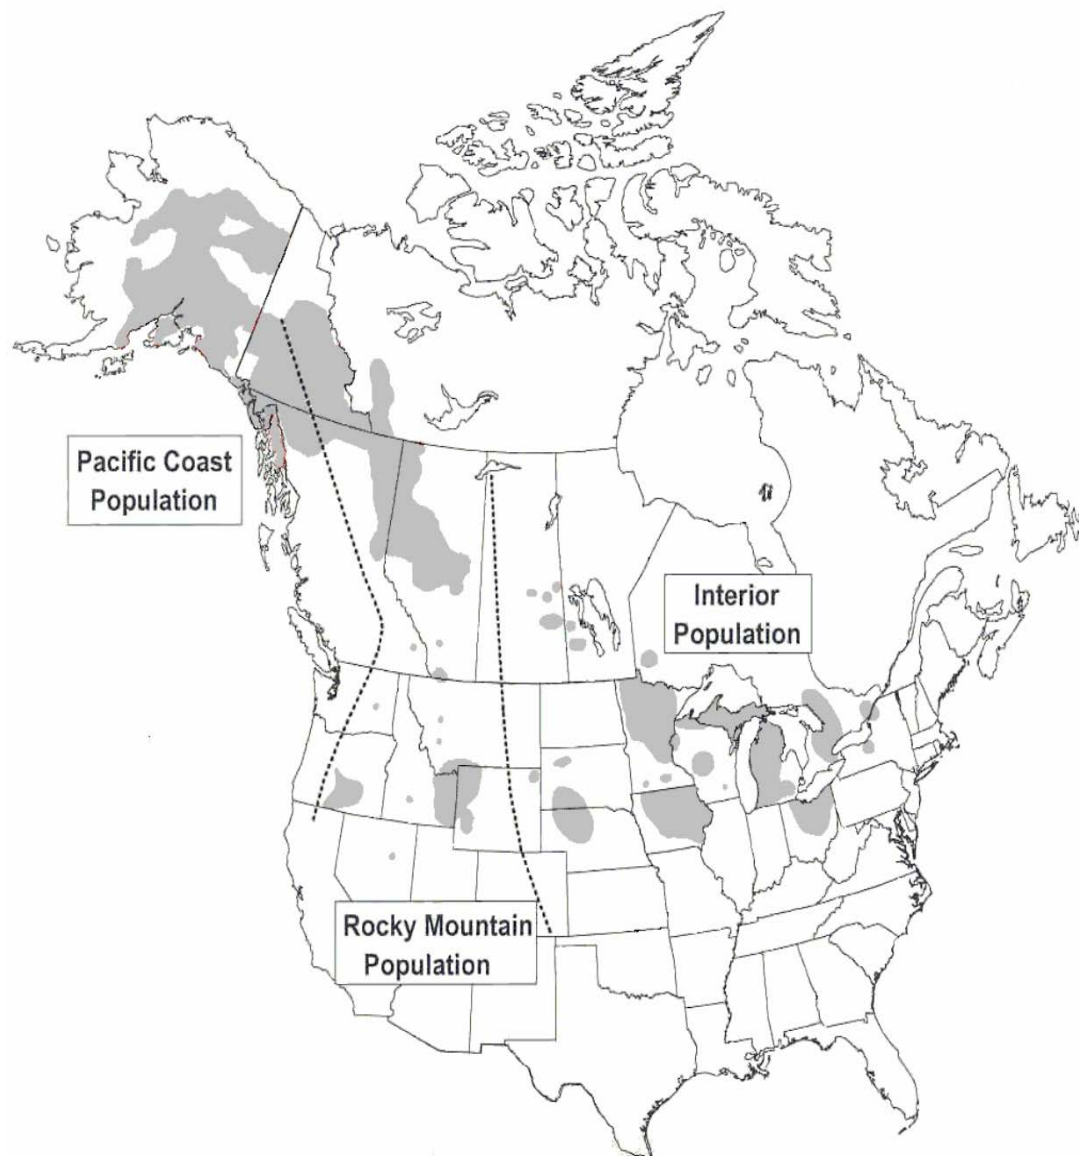 Pacific Coast
Population
Interior
Population
Rocky Mountain
Population